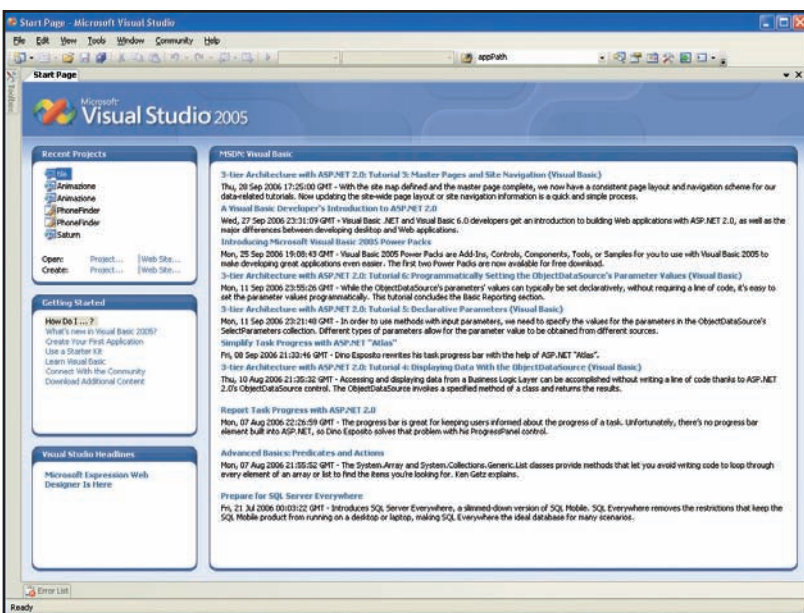 Start Page - Microsoft Visual Studio
File Edit View Tools Window Community Help
appPath
Toolbox
Start Page
Microsoft
Visual Studio 2005
Recent Projects
file
Animazione
Animazione
PhoneFinder
PhoneFinder
Saturn
Open: Project... Web Site...
Create: Project... Web Site...
Getting Started
How Do I ... ?
What's new in Visual Basic 2005?
Create Your First Application
Use a Starter Kit
Learn Visual Basic
Connect With the Community
Download Additional Content
Visual Studio Headlines
Microsoft Expression Web
Designer Is Here
MSDN: Visual Basic
3-tier Architecture with ASP.NET 2.0: Tutorial 3: Master Pages and Site Navigation (Visual Basic)
Thu, 28 Sep 2006 17:25:00 GMT - With the site map defined and the master page complete, we now have a consistent page layout and navigation scheme for our
data-related tutorials. Now updating the site-wide page layout or site navigation information is a quick and simple process.
A Visual Basic Developer's Introduction to ASP.NET 2.0
Wed, 27 Sep 2006 23:31:09 GMT - Visual Basic .NET and Visual Basic 6.0 developers get an introduction to building Web applications with ASP.NET 2.0, as well as the
major differences between developing desktop and Web applications.
Introducing Microsoft Visual Basic 2005 Power Packs
Mon, 25 Sep 2006 19:08:43 GMT - Visual Basic 2005 Power Packs are Add-Ins, Controls, Components, Tools, or Samples for you to use with Visual Basic 2005 to
make developing great applications even easier. The first two Power Packs are now available for free download.
3-tier Architecture with ASP.NET 2.0: Tutorial 6: Programmatically Setting the ObjectDataSource's Parameter Values (Visual Basic)
Mon, 11 Sep 2006 23:55:26 GMT - While the ObjectDataSource's parameters' values can typically be set declaratively, without requiring a line of code, it's easy to
set the parameter values programmatically. This tutorial concludes the Basic Reporting section.
3-tier Architecture with ASP.NET 2.0: Tutorial 5: Declarative Parameters (Visual Basic)
Mon, 11 Sep 2006 23:21:48 GMT - In order to use methods with input parameters, we need to specify the values for the parameters in the ObjectDataSource's
SelectParameters collection. Different types of parameters allow for the parameter value to be obtained from different sources.
Simplify Task Progress with ASP.NET "Atlas"
Fri, 08 Sep 2006 21:33:46 GMT - Dino Esposito rewrites his task progress bar with the help of ASP.NET "Atlas".
3-tier Architecture with ASP.NET 2.0: Tutorial 4: Displaying Data With the ObjectDataSource (Visual Basic)
Thu, 10 Aug 2006 21:35:32 GMT - Accessing and displaying data from a Business Logic Layer can be accomplished without writing a line of code thanks to ASP.NET
2.0's ObjectDataSource control. The ObjectDataSource invokes a specified method of a class and returns the results.
Report Task Progress with ASP.NET 2.0
Mon, 07 Aug 2006 22:26:59 GMT - The progress bar is great for keeping users informed about the progress of a task. Unfortunately, there's no progress bar
element built into ASP.NET, so Dino Esposito solves that problem with his ProgressPanel control.
Advanced Basics: Predicates and Actions
Mon, 07 Aug 2006 21:55:52 GMT - The System.Array and System.Collections.Generic.List classes provide methods that let you avoid writing code to loop through
every element of an array or list to find the items you're looking for. Ken Getz explains.
Prepare for SQL Server Everywhere
Fri, 21 Jul 2006 00:03:22 GMT - Introduces SQL Server Everywhere, a slimmed-down version of SQL Mobile. SQL Everywhere removes the restrictions that keep the
SQL Mobile product from running on a desktop or laptop, making SQL Everywhere the ideal database for many scenarios.
Error List
Ready